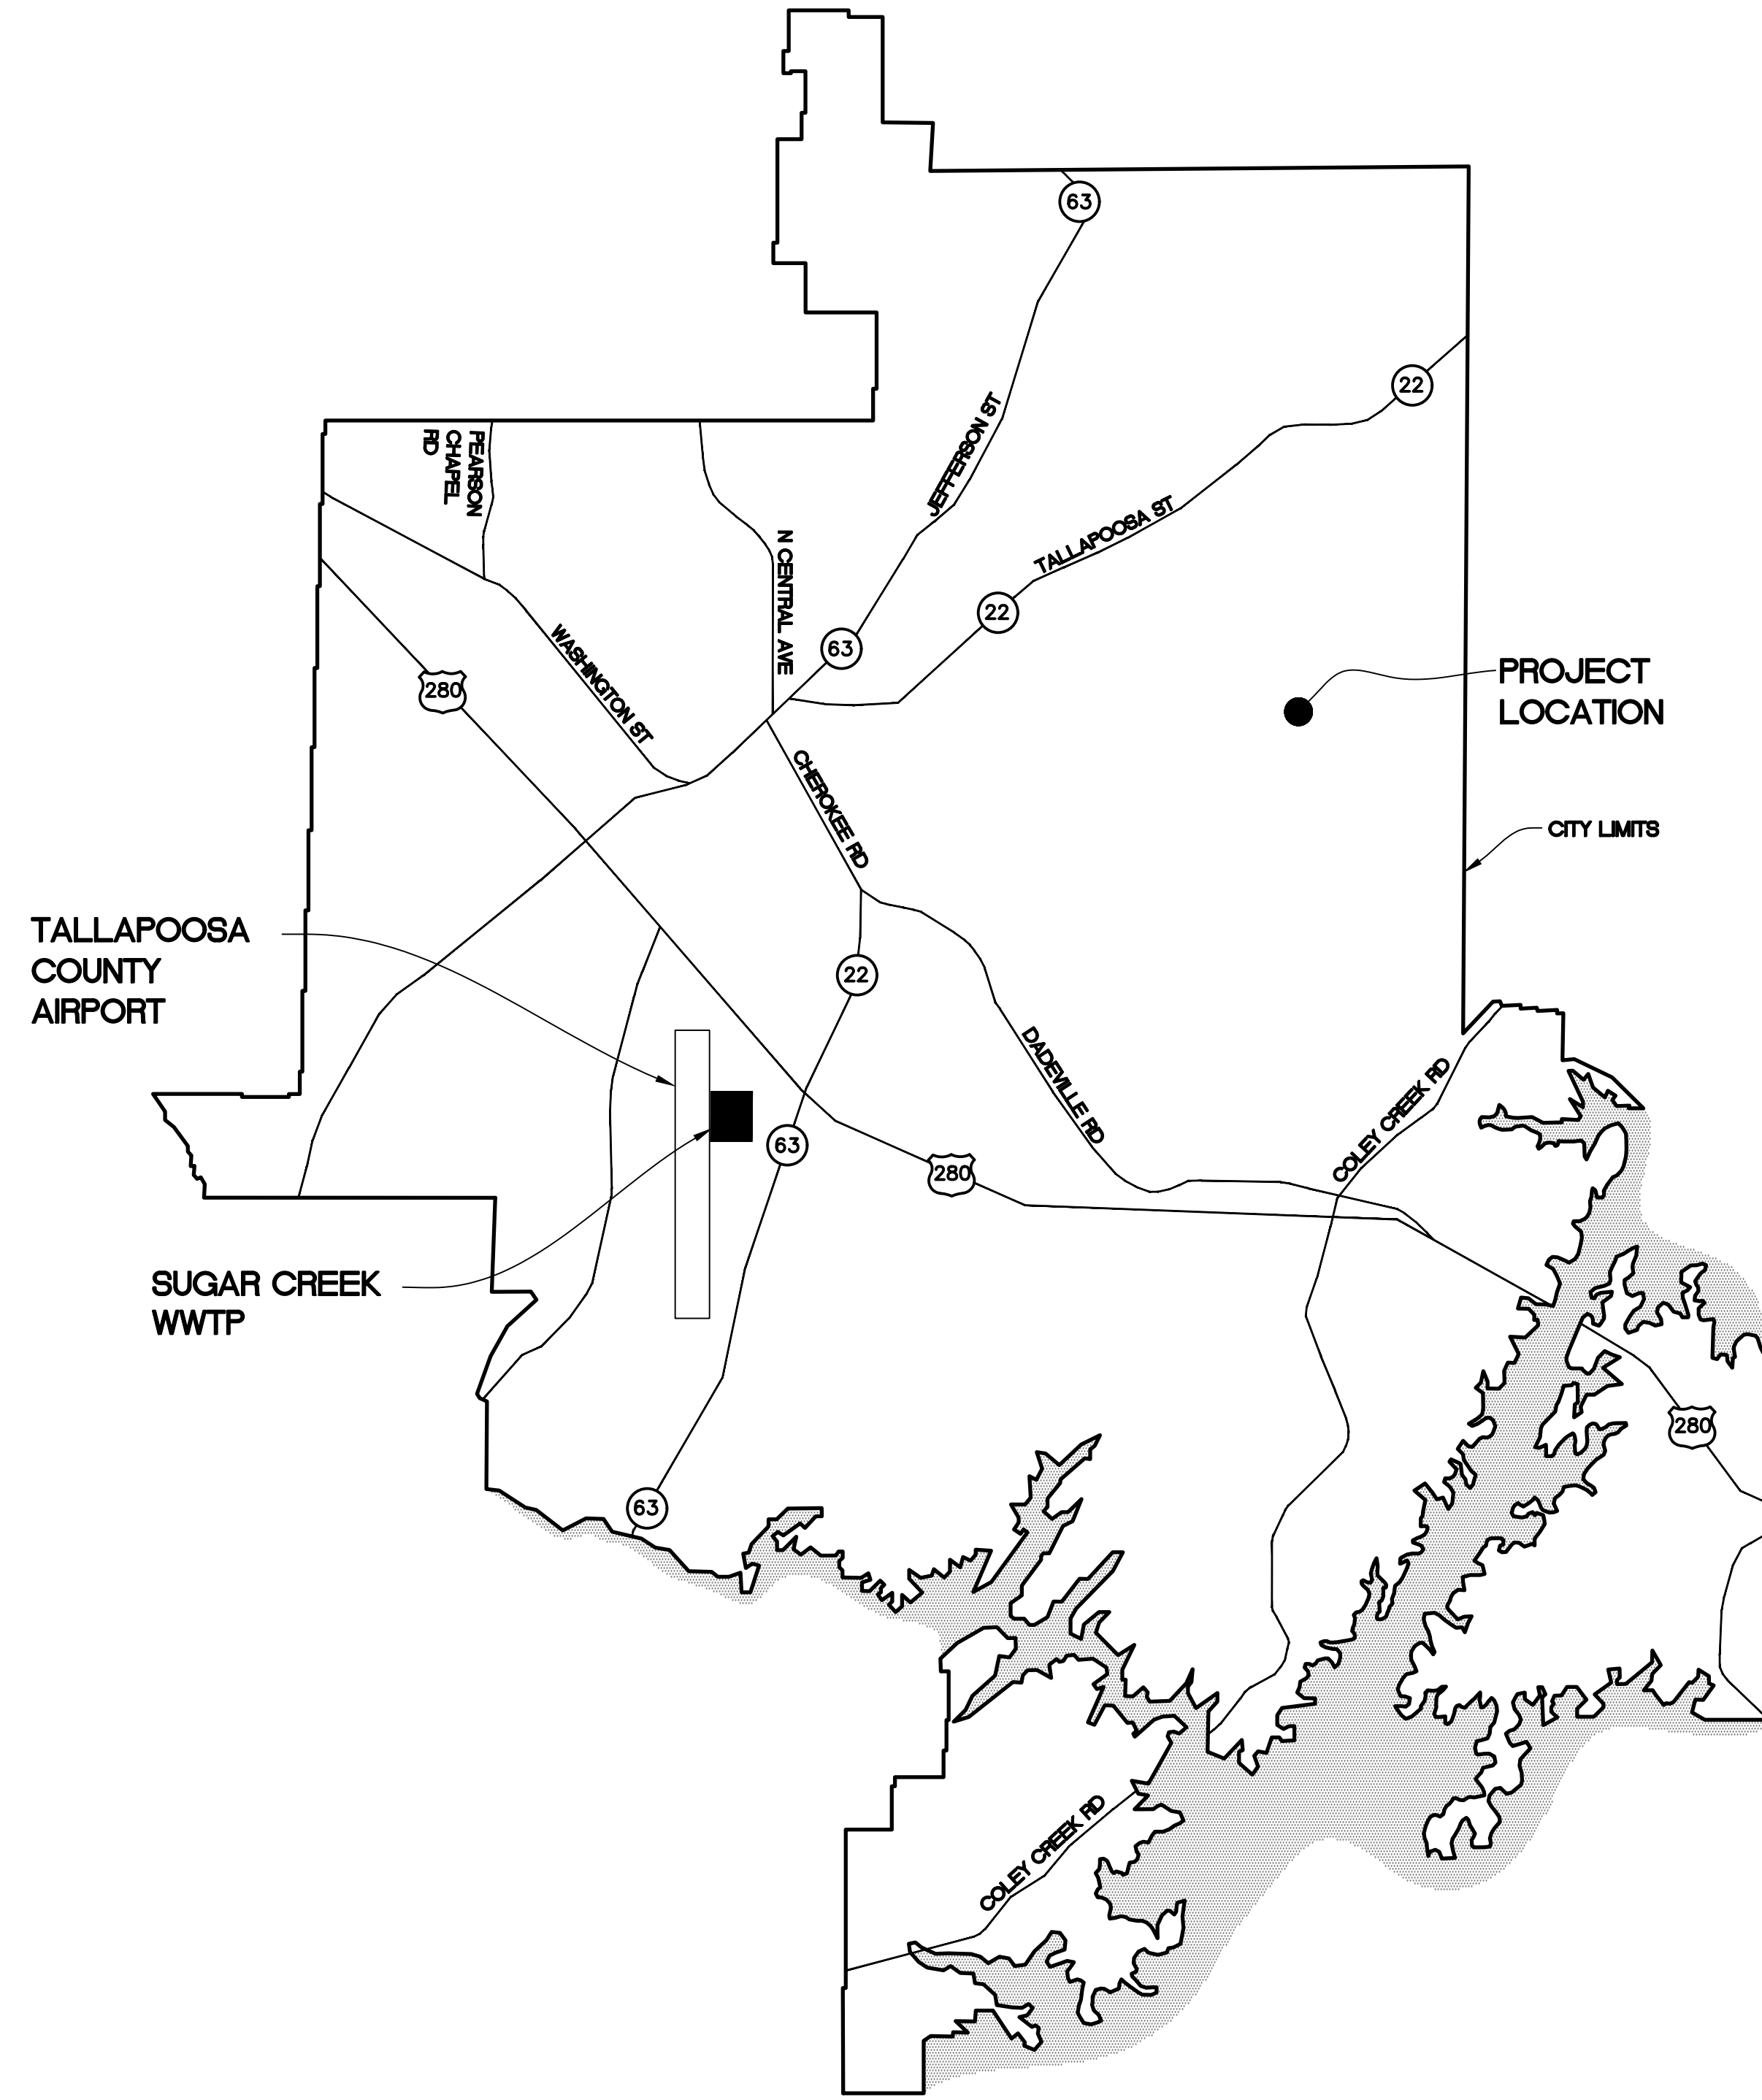 63
22
JEFFERSON ST
PEARSON
CHAPEL
RD
TALLAPOOSA ST
N CENTRAL AVE
22
63
WASHINGTON ST
280
PROJECT
LOCATION
CHEROKEE RD
CITY LIMITS
TALLAPOOSA
COUNTY
AIRPORT
22
DADEVILLE RD
COLEY CREEK RD
63
280
SUGAR CREEK
WWTP
280
63
COLEY CREEK RD